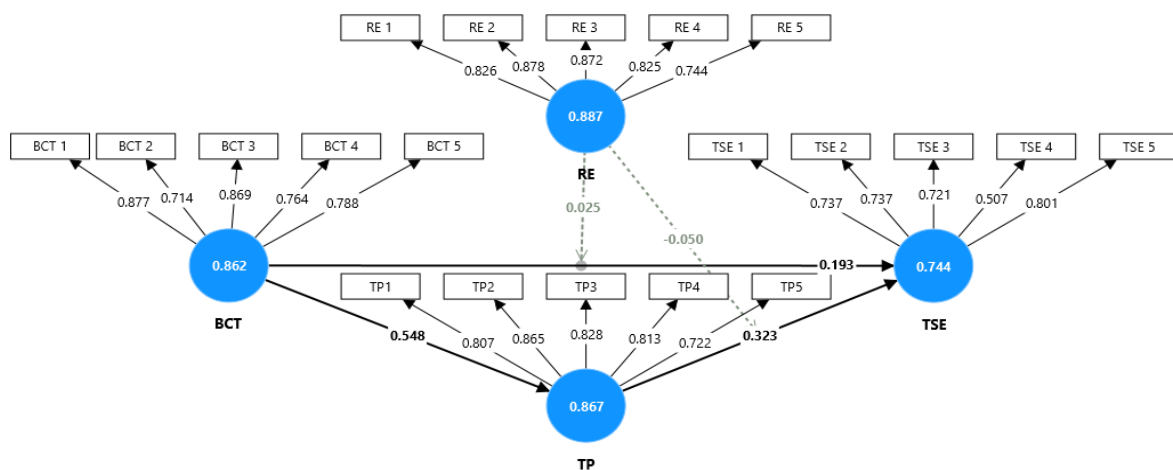 RE 1
RE 2
RE 3
RE 4
RE 5
0.826
0.878
0.872
0.825
0.744
0.887
RE
BCT 1
BCT 2
BCT 3
BCT 4
BCT 5
0.877
0.714
0.869
0.764
0.788
TSE 1
TSE 2
TSE 3
TSE 4
TSE 5
0.737
0.737
0.721
0.507
0.801
0.025
-0.050
0.862
BCT
0.193
0.744
TSE
TP1
TP2
TP3
TP4
TP5
0.548
0.807
0.865
0.828
0.813
0.722
0.323
0.867
TP